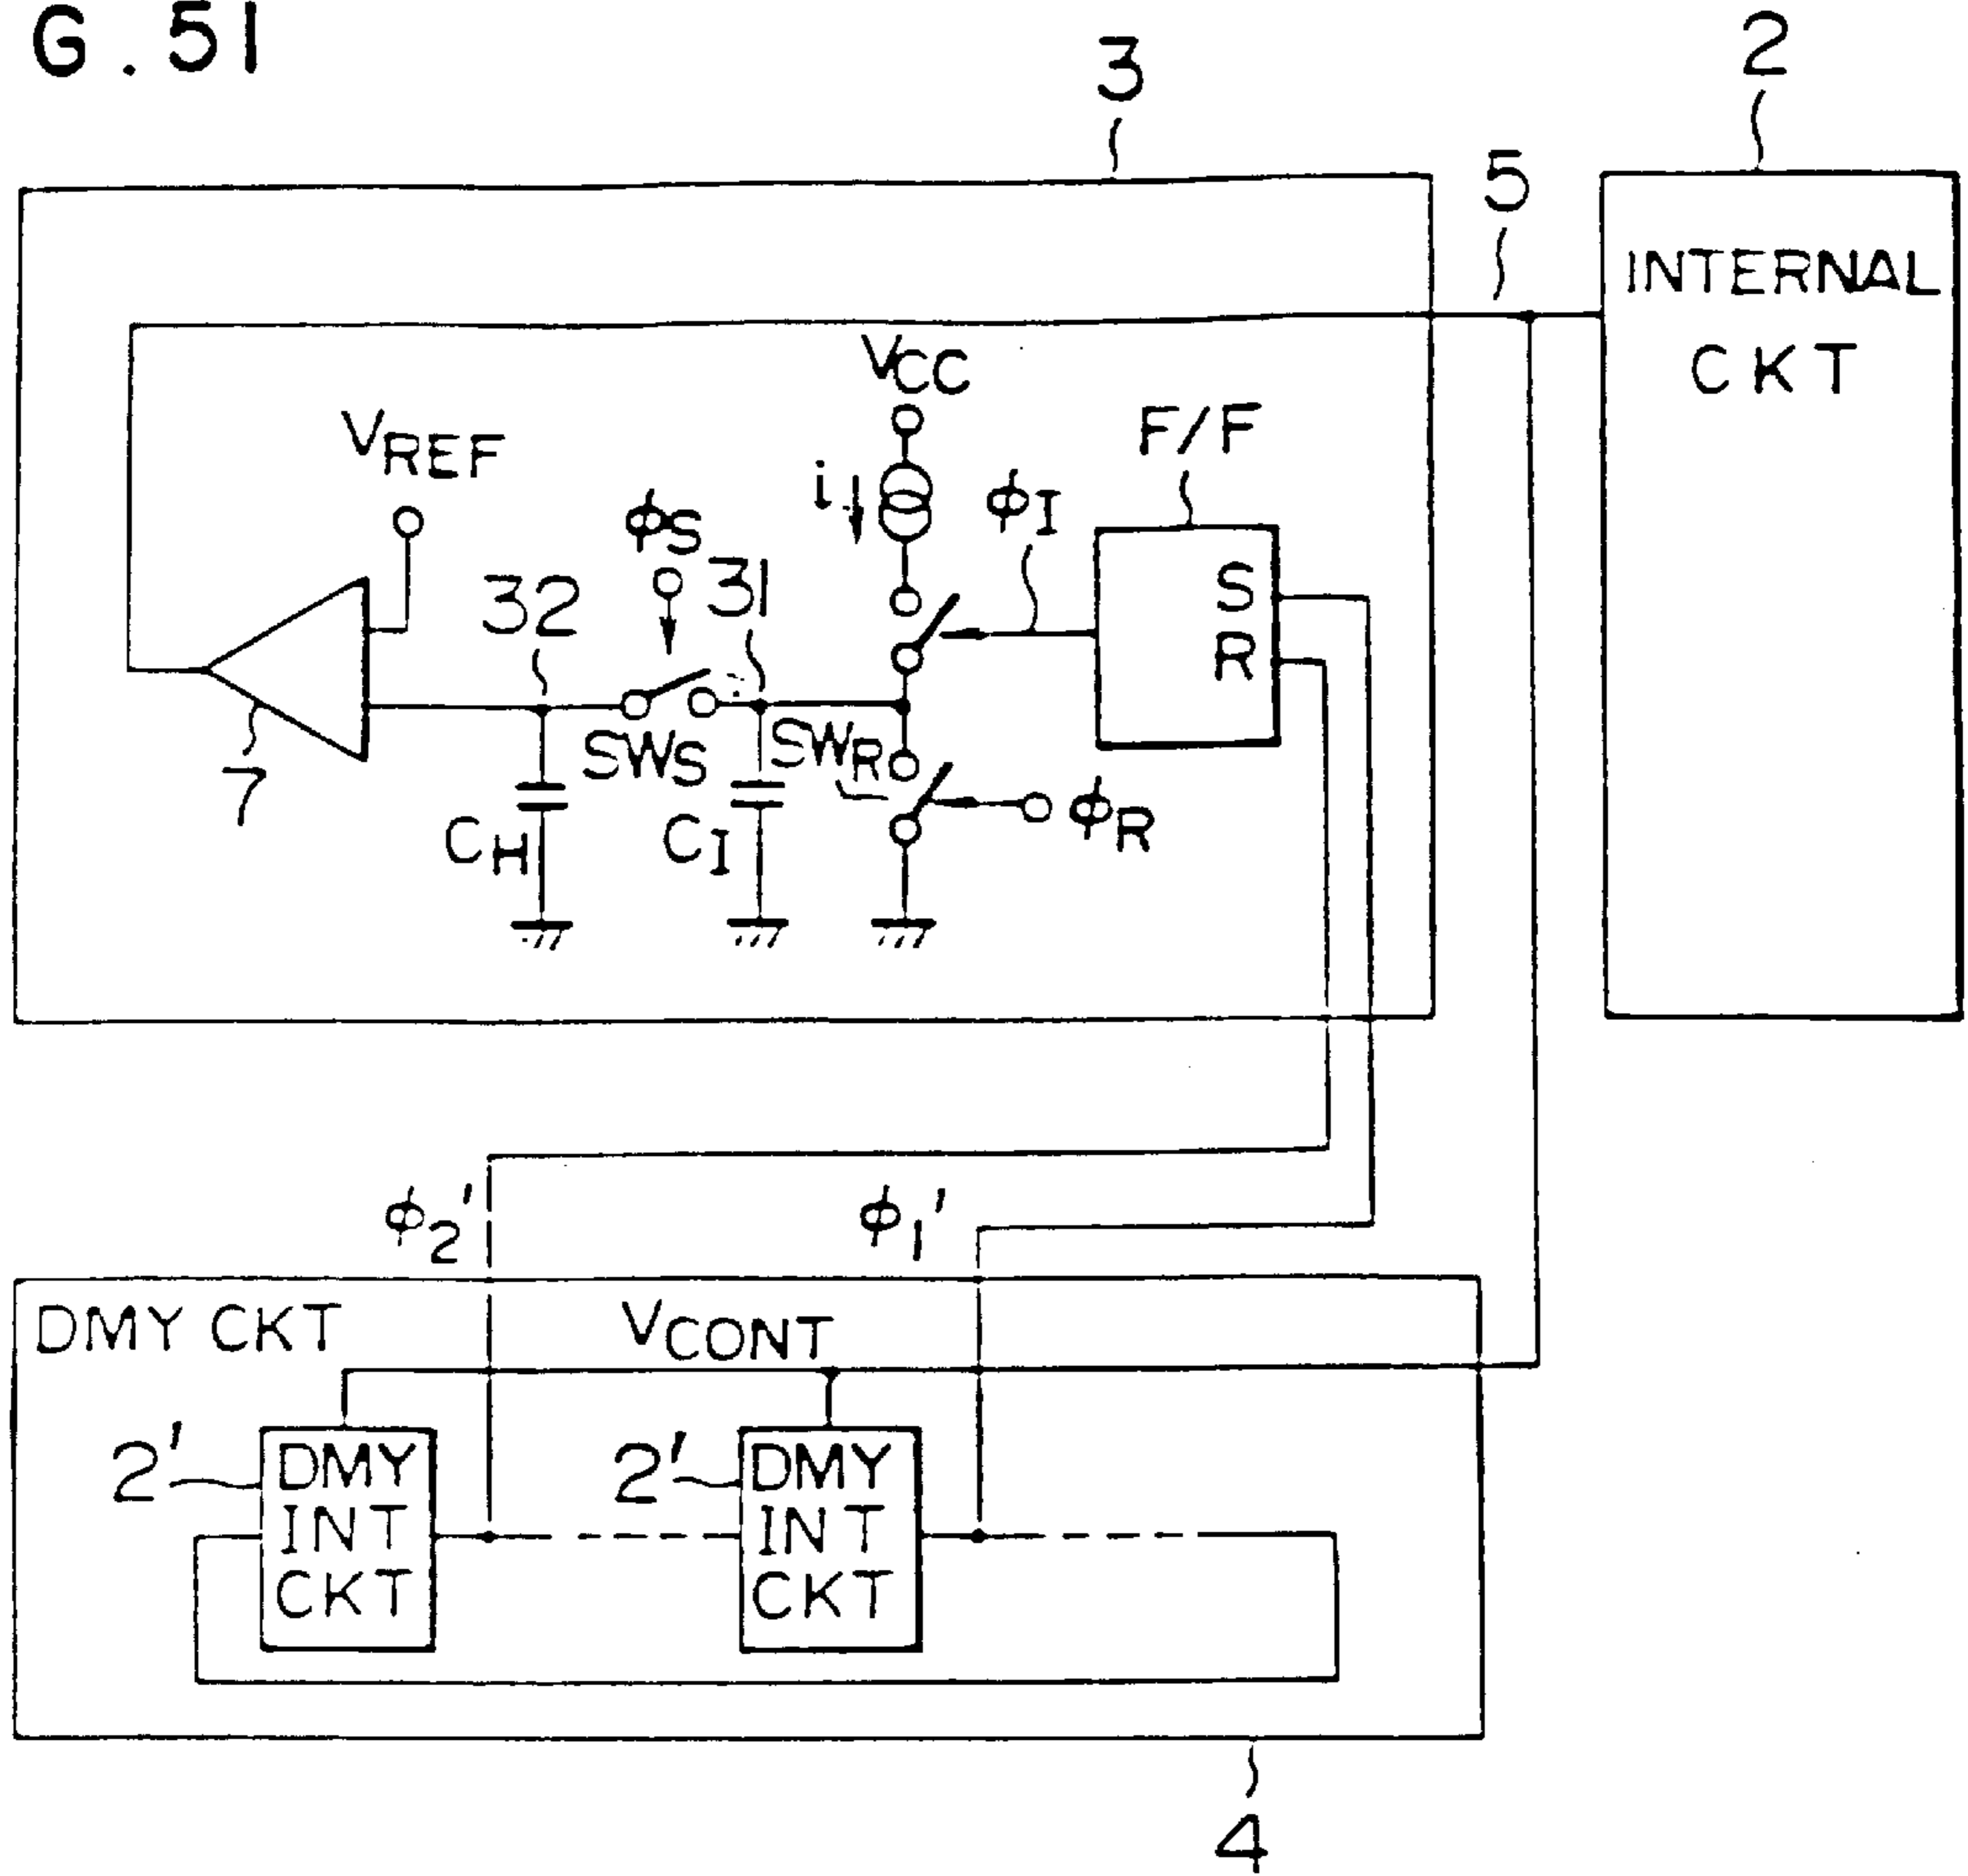 G. 51
3
2
5
INTERNAL
CKT
VCC
VREF
F/F
i
φI
φS
32
31
S
R
SWS
SWR
7
CH
CI
φR
φ2'
φ1'
DMY CKT
VCONT
2'
DMY
INT
CKT
2'
DMY
INT
CKT
4